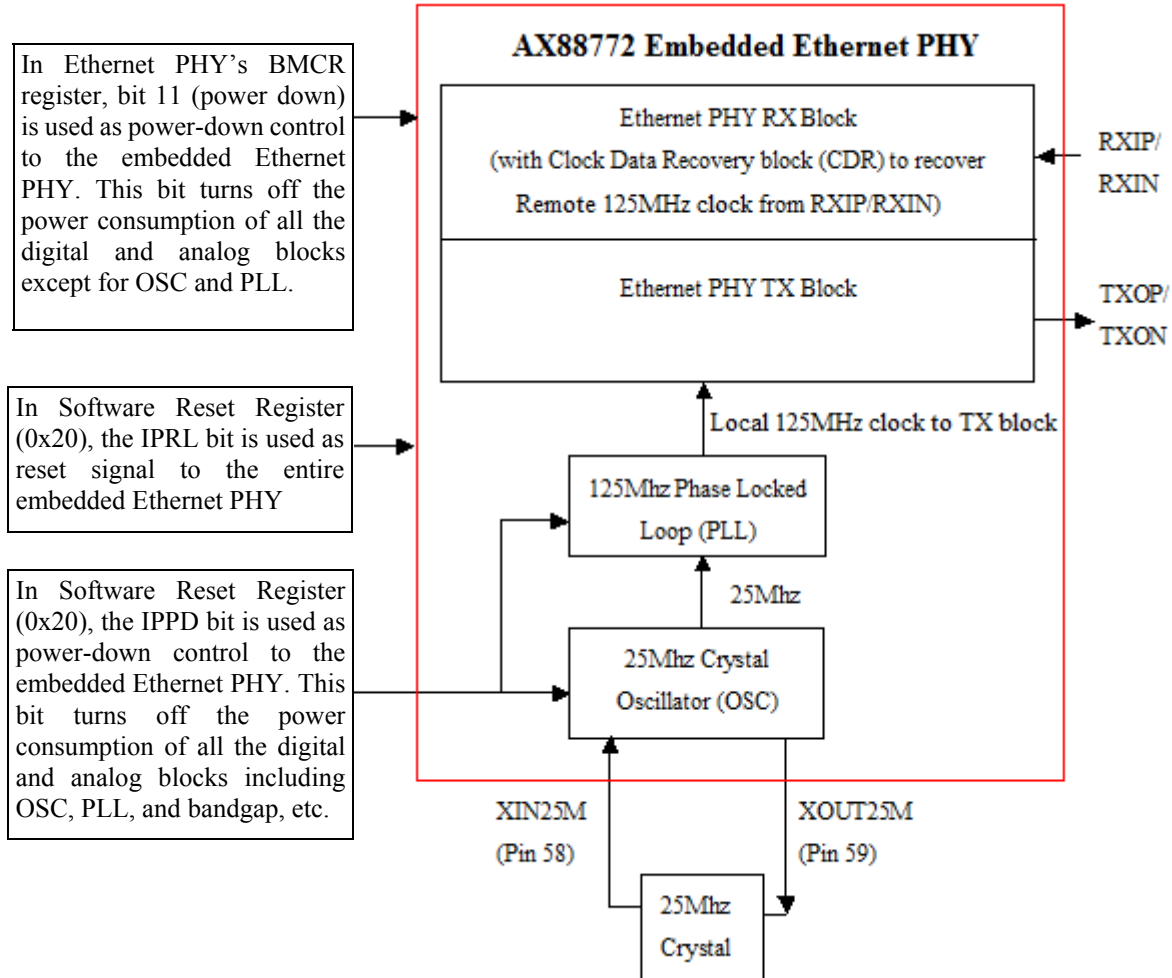 AX88772 Embedded Ethernet PHY
In Ethernet PHY's BMCR
register, bit 11 (power down)
is used as power-down control
to the embedded Ethernet
PHY. This bit turns off the
power consumption of all the
digital and analog blocks
except for OSC and PLL.
Ethernet PHY RX Block
(with Clock Data Recovery block (CDR) to recover
Remote 125MHz clock from RXIP/RXIN)
RXIP/
RXIN
Ethernet PHY TX Block
TXOP/
TXON
In Software Reset Register
(0x20), the IPRL bit is used as
reset signal to the entire
embedded Ethernet PHY
Local 125MHz clock to TX block
125Mhz Phase Locked
Loop (PLL)
In Software Reset Register
(0x20), the IPPD bit is used as
power-down control to the
embedded Ethernet PHY. This
bit turns off the power
consumption of all the digital
and analog blocks including
OSC, PLL, and bandgap, etc.
25Mhz
25Mhz Crystal
Oscillator (OSC)
XIN25M
(Pin 58)
XOUT25M
(Pin 59)
25Mhz
Crystal